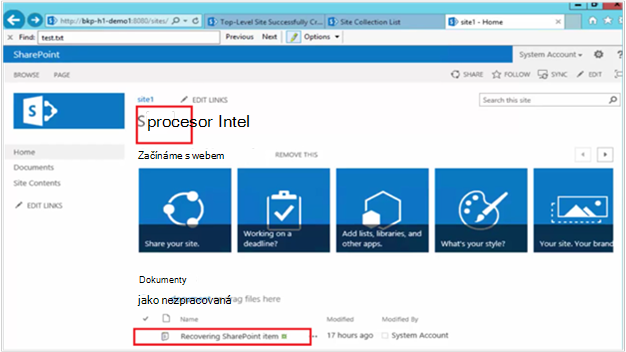 http://bkp-h1-demo1:8080/sites/
Top-Level Site Successfully Cr...
Site Collection List
site1 - Home
Find: test.txt Previous Next Options
SharePoint
System Account
BROWSE PAGE
SHARE FOLLOW SYNC EDIT
site1 EDIT LINKS
Search this site
S procesor Intel
Home
Documents
Site Contents
EDIT LINKS
Začínáme s webem REMOVE THIS
Share your site.
Working on a deadline?
Add lists, libraries, and other apps.
What's your style?
Your site. Your brand
Dokumenty
jako nezpracovaná ag files here
Name Modified Modified By
Recovering SharePoint item ... 17 hours ago System Account